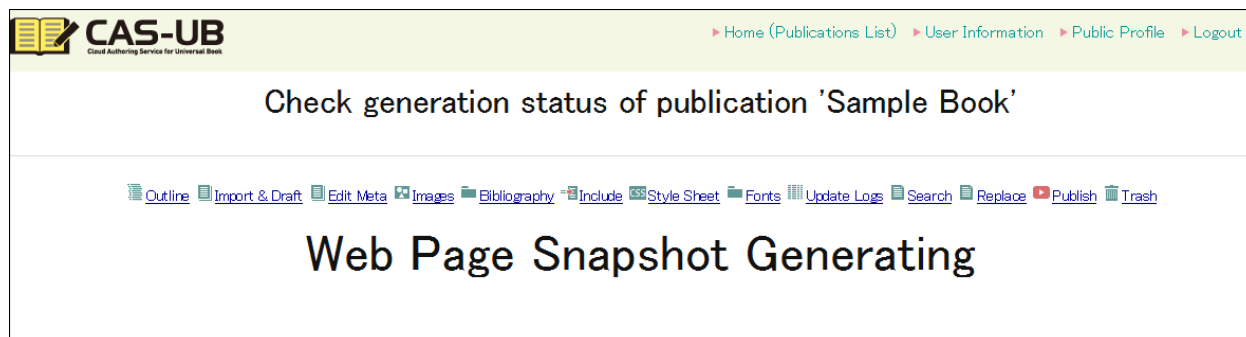 CAS-UB
Cloud Authoring Service for Universal Book
Home (Publications List) User Information Public Profile Logout
Check generation status of publication 'Sample Book'
Outline Import & Draft Edit Meta Images Bibliography Include CSS Style Sheet Fonts Update Logs Search Replace Publish Trash
Web Page Snapshot Generating